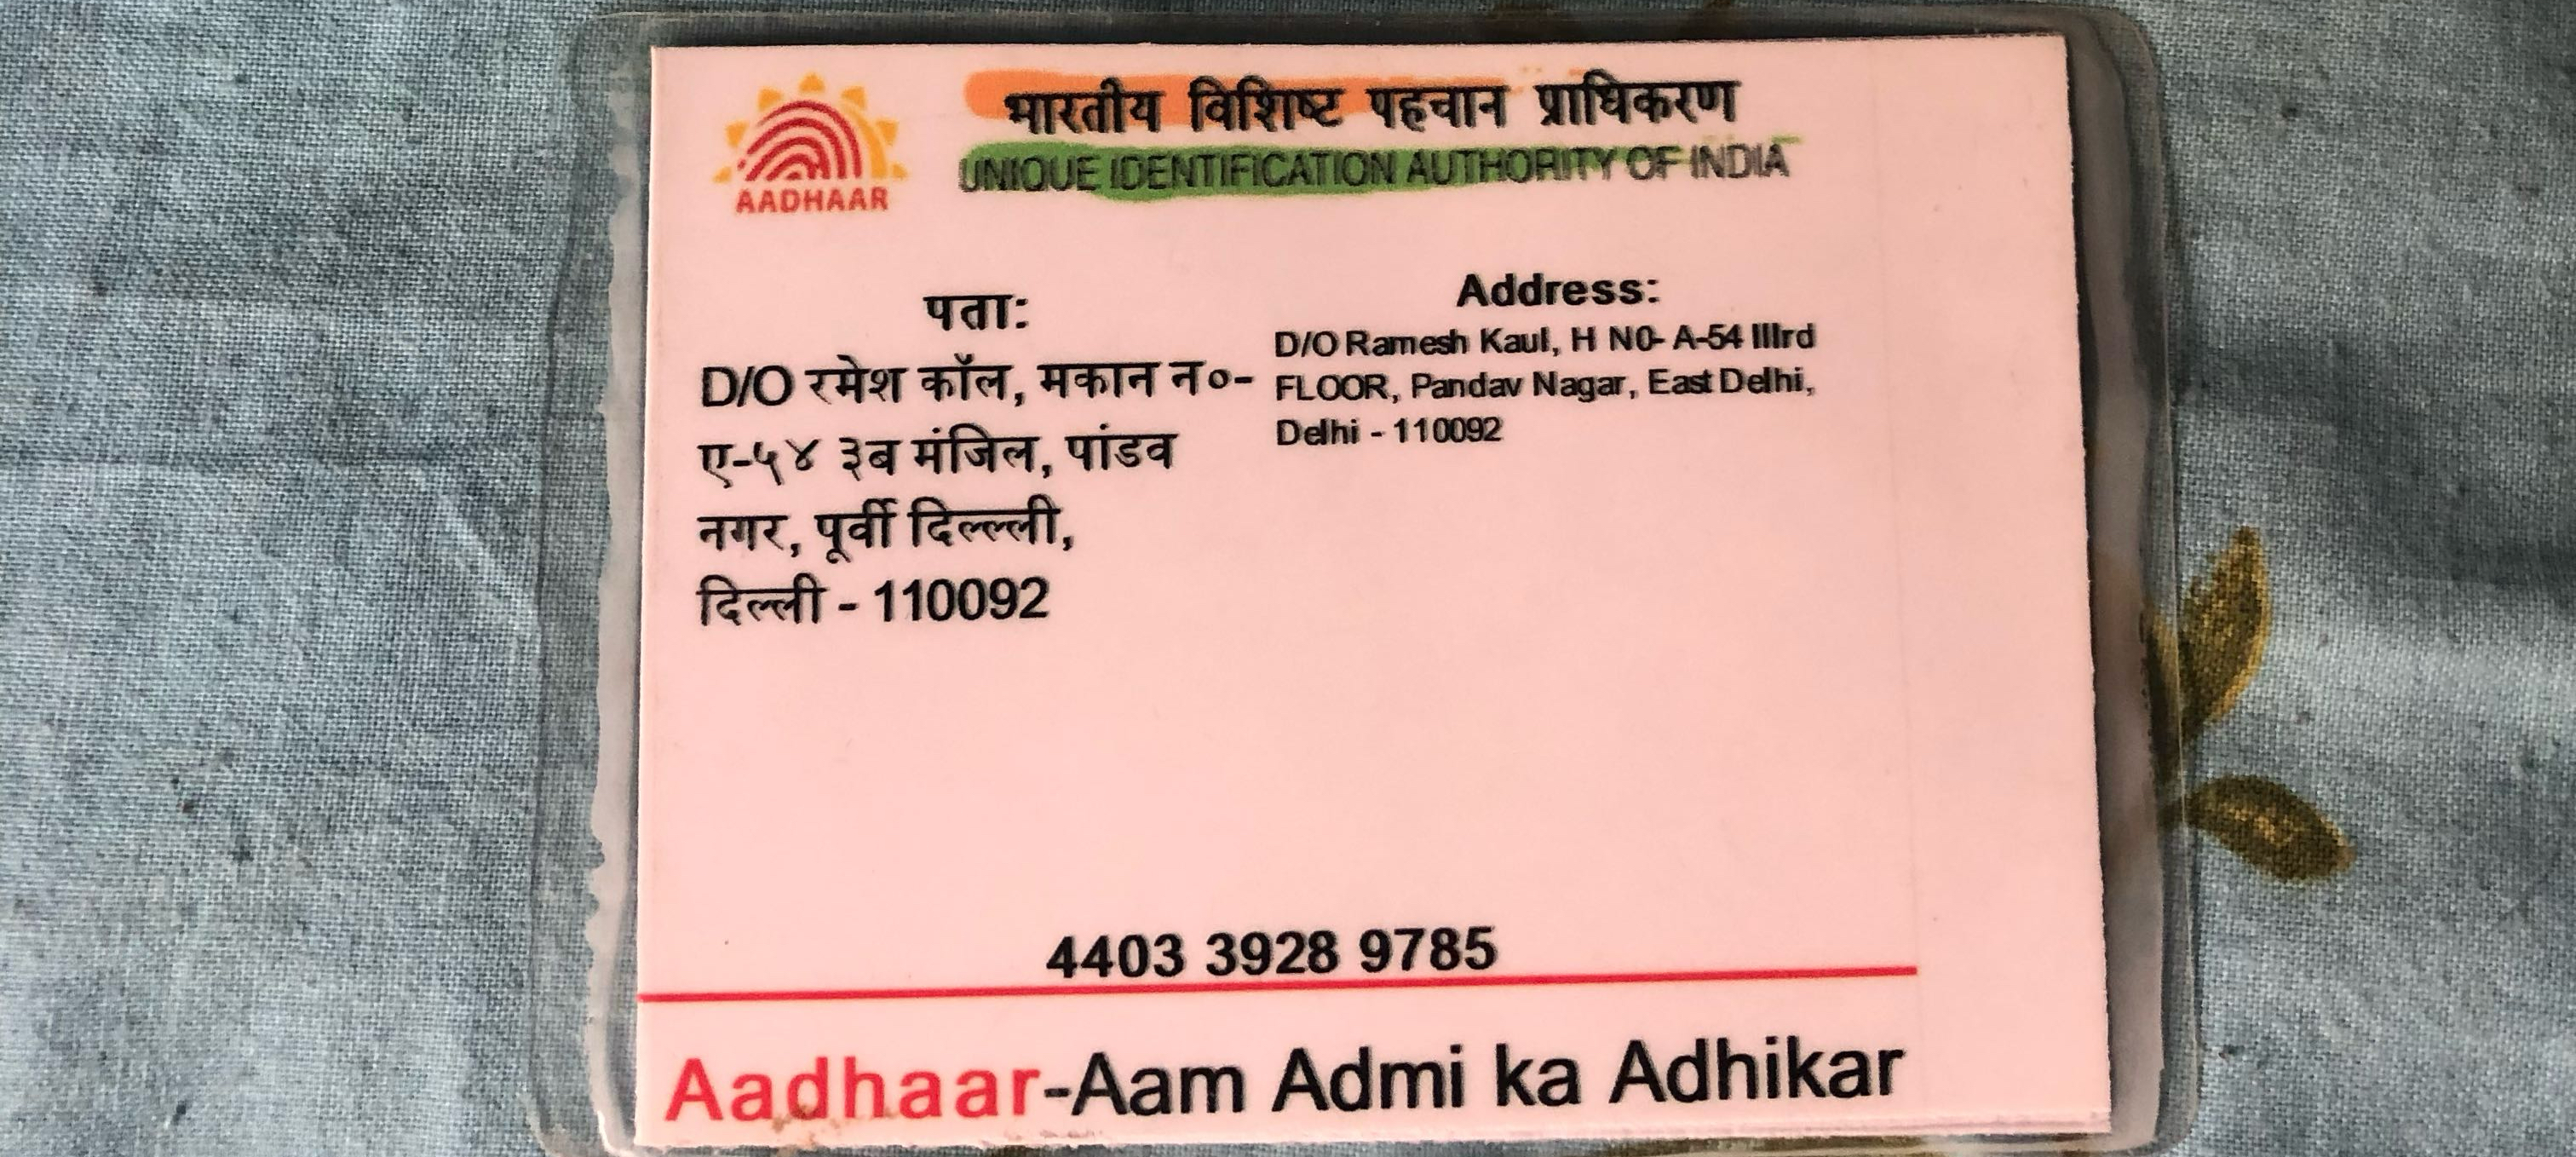 भारतीय विशिष्ट पहचान प्राधिकरण
UNIQUE IDENTIFICATION AUTHORITY OF INDIA
AADHAAR
पता:
D/O रमेश कॉल, मकान न०-
ए-५४ ३ब मंजिल, पांडव
नगर, पूर्वी दिल्ल्ली,
दिल्ली - 110092
Address:
D/O Ramesh Kaul, H NO- A-54 IIIrd
FLOOR, Pandav Nagar, East Delhi,
Delhi - 110092
4403 3928 9785
Aadhaar-Aam Admi ka Adhikar